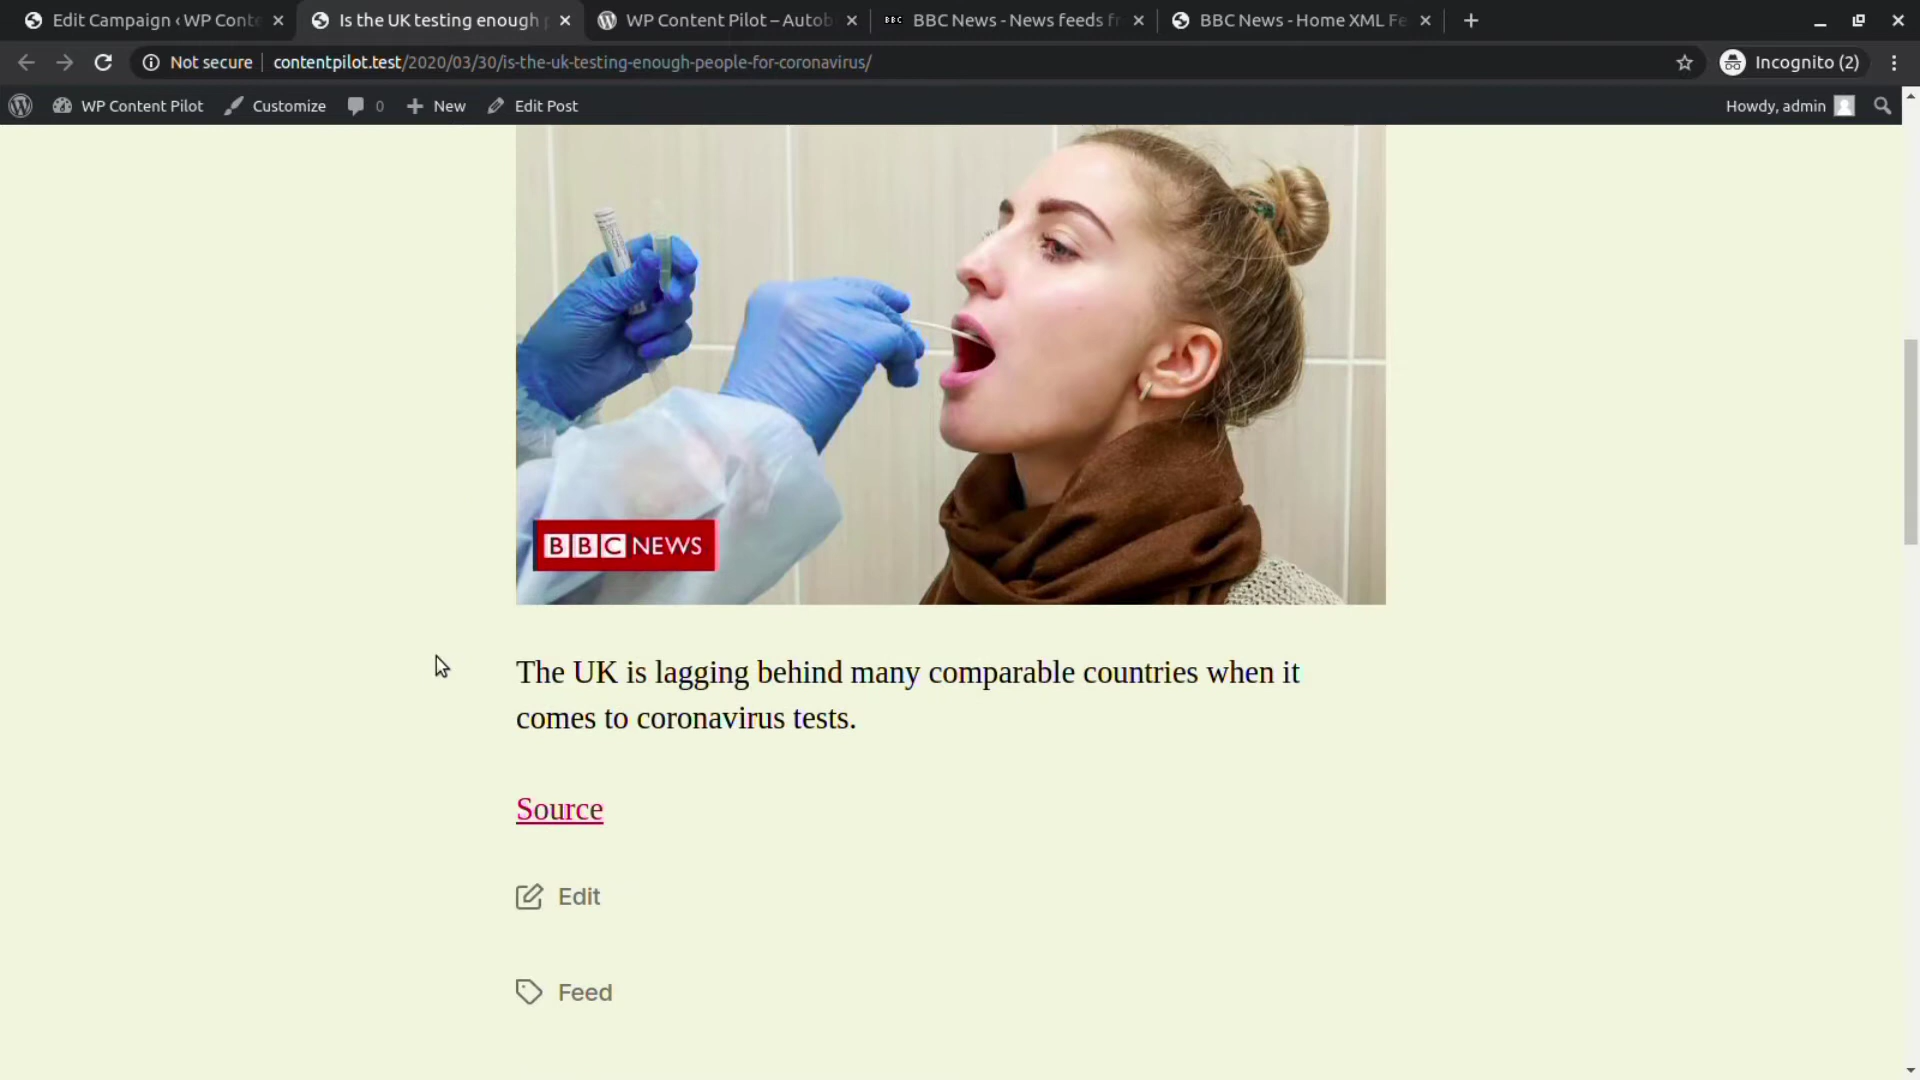 Edit Campaign ‹ WP Conte
Is the UK testing enough p
WP Content Pilot – Autob
BBC News - News feeds fr
BBC News - Home XML Fe
Not secure
contentpilot.test/2020/03/30/is-the-uk-testing-enough-people-for-coronavirus/
Incognito (2)
WP Content Pilot
Customize
0
New
Edit Post
Howdy, admin
BBC NEWS
The UK is lagging behind many comparable countries when it
comes to coronavirus tests.
Source
Edit
Feed